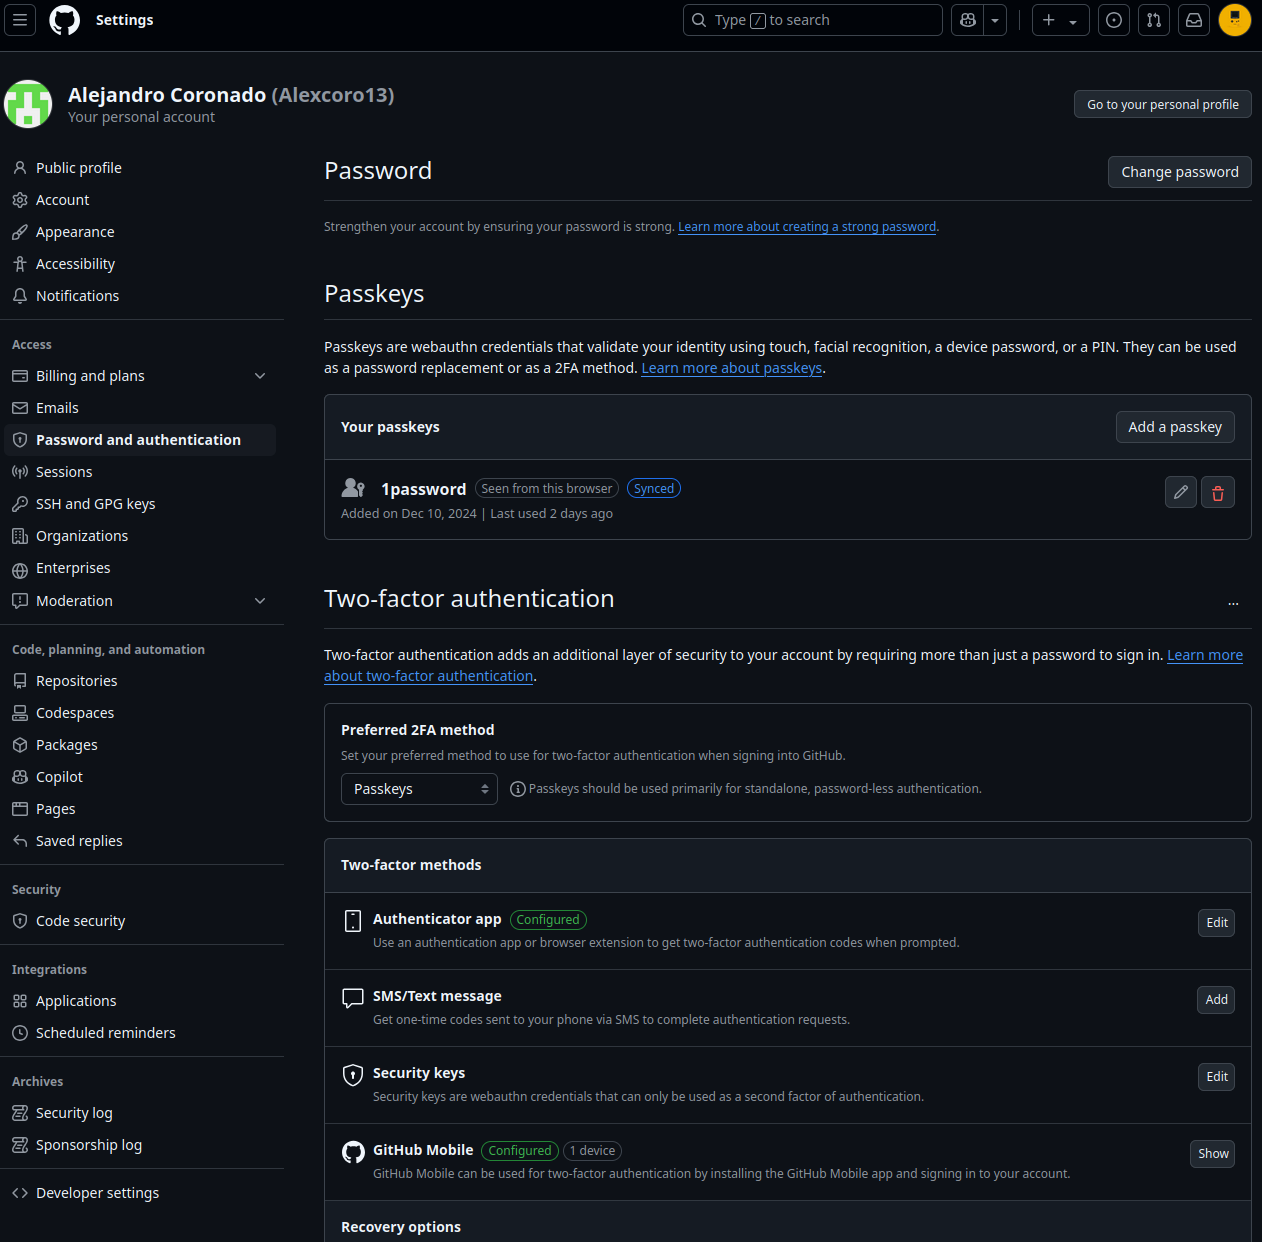 Settings
Type / to search
Alejandro Coronado (Alexcoro13)
Your personal account
Go to your personal profile
Public profile
Account
Appearance
Accessibility
Notifications
Access
Billing and plans
Emails
Password and authentication
Sessions
SSH and GPG keys
Organizations
Enterprises
Moderation
Code, planning, and automation
Repositories
Codespaces
Packages
Copilot
Pages
Saved replies
Security
Code security
Integrations
Applications
Scheduled reminders
Archives
Security log
Sponsorship log
Developer settings
Password
Change password
Strengthen your account by ensuring your password is strong. Learn more about creating a strong password.
Passkeys
Passkeys are webauthn credentials that validate your identity using touch, facial recognition, a device password, or a PIN. They can be used
as a password replacement or as a 2FA method. Learn more about passkeys.
Your passkeys
Add a passkey
1password Seen from this browser Synced
Added on Dec 10, 2024 | Last used 2 days ago
Two-factor authentication
...
Two-factor authentication adds an additional layer of security to your account by requiring more than just a password to sign in. Learn more
about two-factor authentication.
Preferred 2FA method
Set your preferred method to use for two-factor authentication when signing into GitHub.
Passkeys
Passkeys should be used primarily for standalone, password-less authentication.
Two-factor methods
Authenticator app Configured
Use an authentication app or browser extension to get two-factor authentication codes when prompted.
Edit
SMS/Text message
Get one-time codes sent to your phone via SMS to complete authentication requests.
Add
Security keys
Security keys are webauthn credentials that can only be used as a second factor of authentication.
Edit
GitHub Mobile Configured 1 device
GitHub Mobile can be used for two-factor authentication by installing the GitHub Mobile app and signing in to your account.
Show
Recovery options